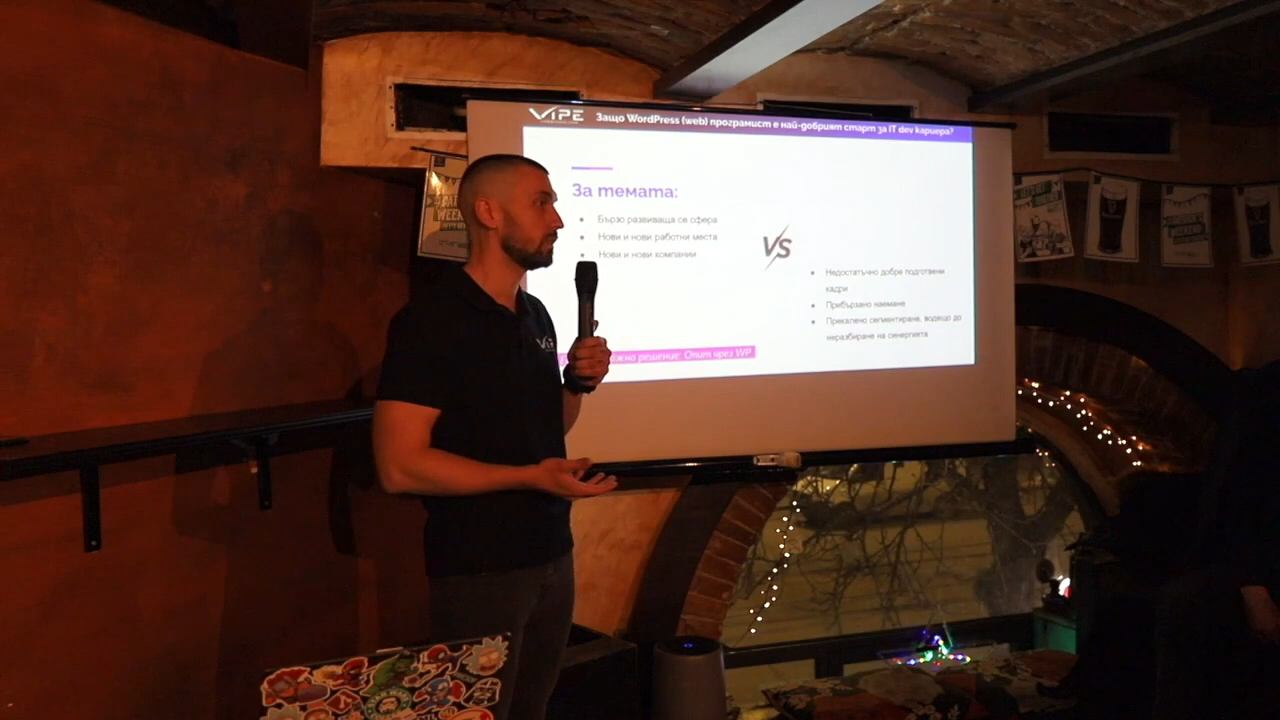 VIPE
Защо WordPress (web) програмист е най-добрият старт за IT dev кариера?
За темата:
Бързо развиваща се сфера
Нови и нови работни места
Нови и нови компании
VS
Недостатъчно добре подготвени
кадри
Прибързано наемане
Прекалено сегментиране, водящо до
неразбиране на синергията
решение: Опит чрез WP